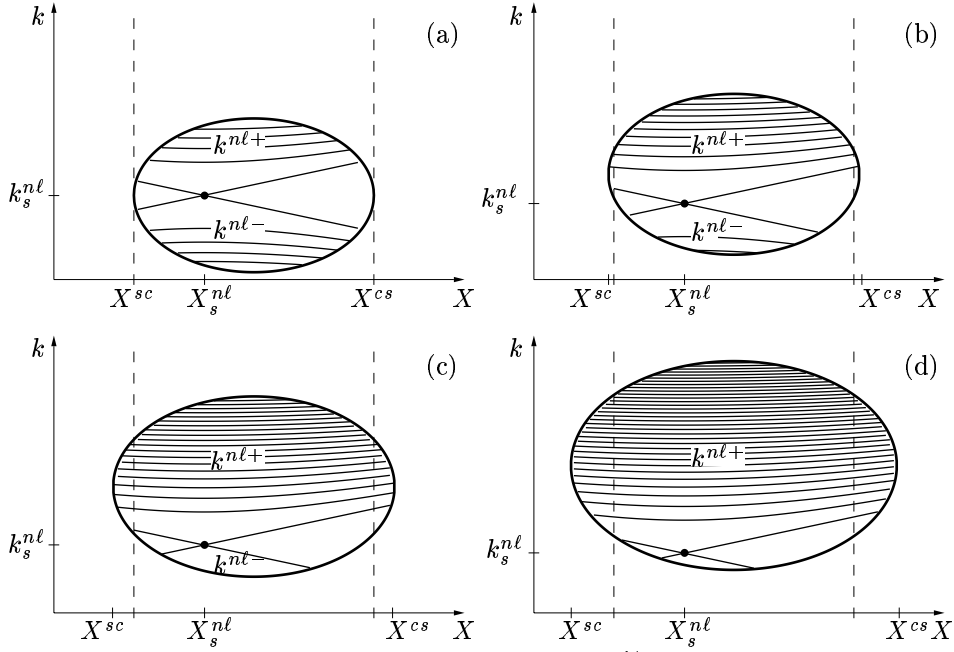 k (a)
k^{nℓ+}
k_s^{nℓ}
k^{nℓ−}
X^{sc} X_s^{nℓ} X^{cs} X
k (b)
k^{nℓ+}
k_s^{nℓ}
k^{nℓ−}
X^{sc} X_s^{nℓ} X^{cs} X
k (c)
k^{nℓ+}
k_s^{nℓ}
k^{nℓ−}
X^{sc} X_s^{nℓ} X^{cs} X
k (d)
k^{nℓ+}
k_s^{nℓ}
X^{sc} X_s^{nℓ} X^{cs} X